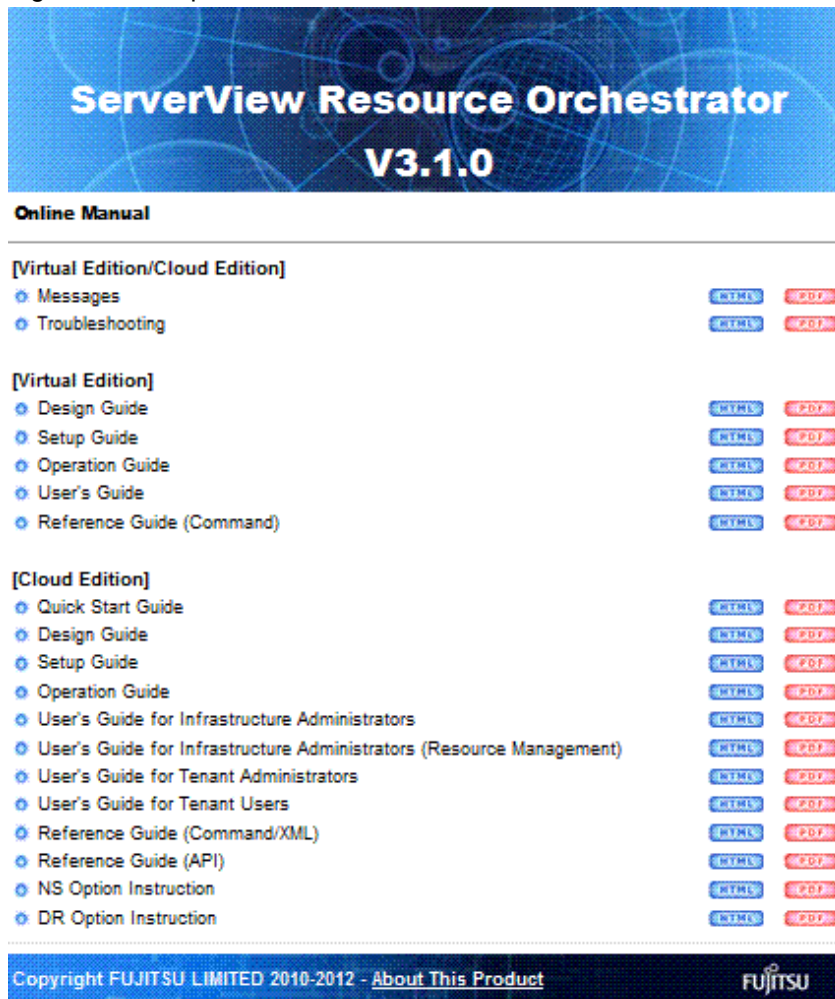 ServerView Resource Orchestrator
V3.1.0
Online Manual
[Virtual Edition/Cloud Edition]
Messages HTML PDF
Troubleshooting HTML PDF
[Virtual Edition]
Design Guide HTML PDF
Setup Guide HTML PDF
Operation Guide HTML PDF
User's Guide HTML PDF
Reference Guide (Command) HTML PDF
[Cloud Edition]
Quick Start Guide HTML PDF
Design Guide HTML PDF
Setup Guide HTML PDF
Operation Guide HTML PDF
User's Guide for Infrastructure Administrators HTML PDF
User's Guide for Infrastructure Administrators (Resource Management) HTML PDF
User's Guide for Tenant Administrators HTML PDF
User's Guide for Tenant Users HTML PDF
Reference Guide (Command/XML) HTML PDF
Reference Guide (API) HTML PDF
NS Option Instruction HTML PDF
DR Option Instruction HTML PDF
Copyright FUJITSU LIMITED 2010-2012 - About This Product FUJITSU